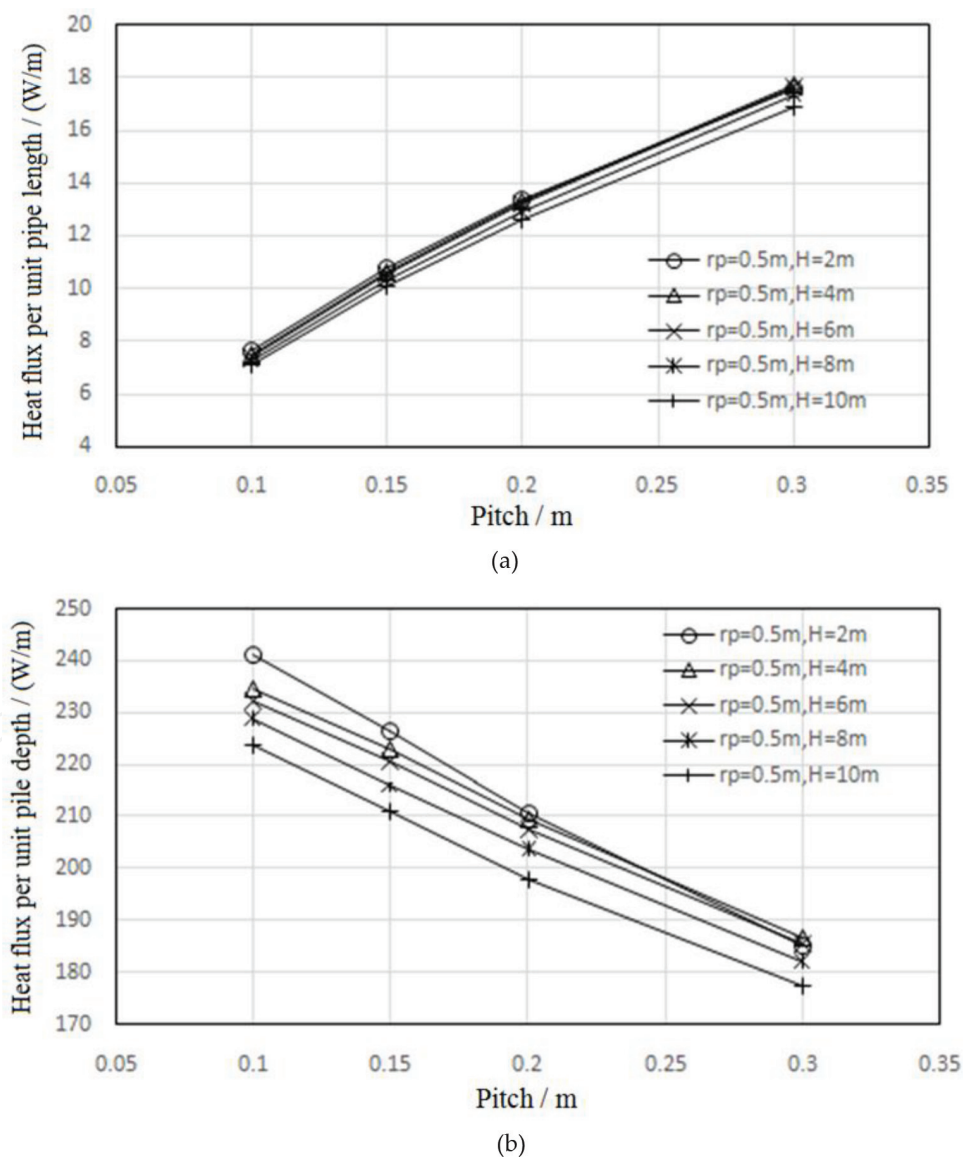 20
18
16
14
12
10
8
6
4
Heat flux per unit pipe length / (W/m)
rp=0.5m,H=2m
rp=0.5m,H=4m
rp=0.5m,H=6m
rp=0.5m,H=8m
rp=0.5m,H=10m
0.05 0.1 0.15 0.2 0.25 0.3 0.35
Pitch / m
(a)
250
240
230
220
210
200
190
180
170
Heat flux per unit pile depth / (W/m)
rp=0.5m,H=2m
rp=0.5m,H=4m
rp=0.5m,H=6m
rp=0.5m,H=8m
rp=0.5m,H=10m
0.05 0.1 0.15 0.2 0.25 0.3 0.35
Pitch / m
(b)